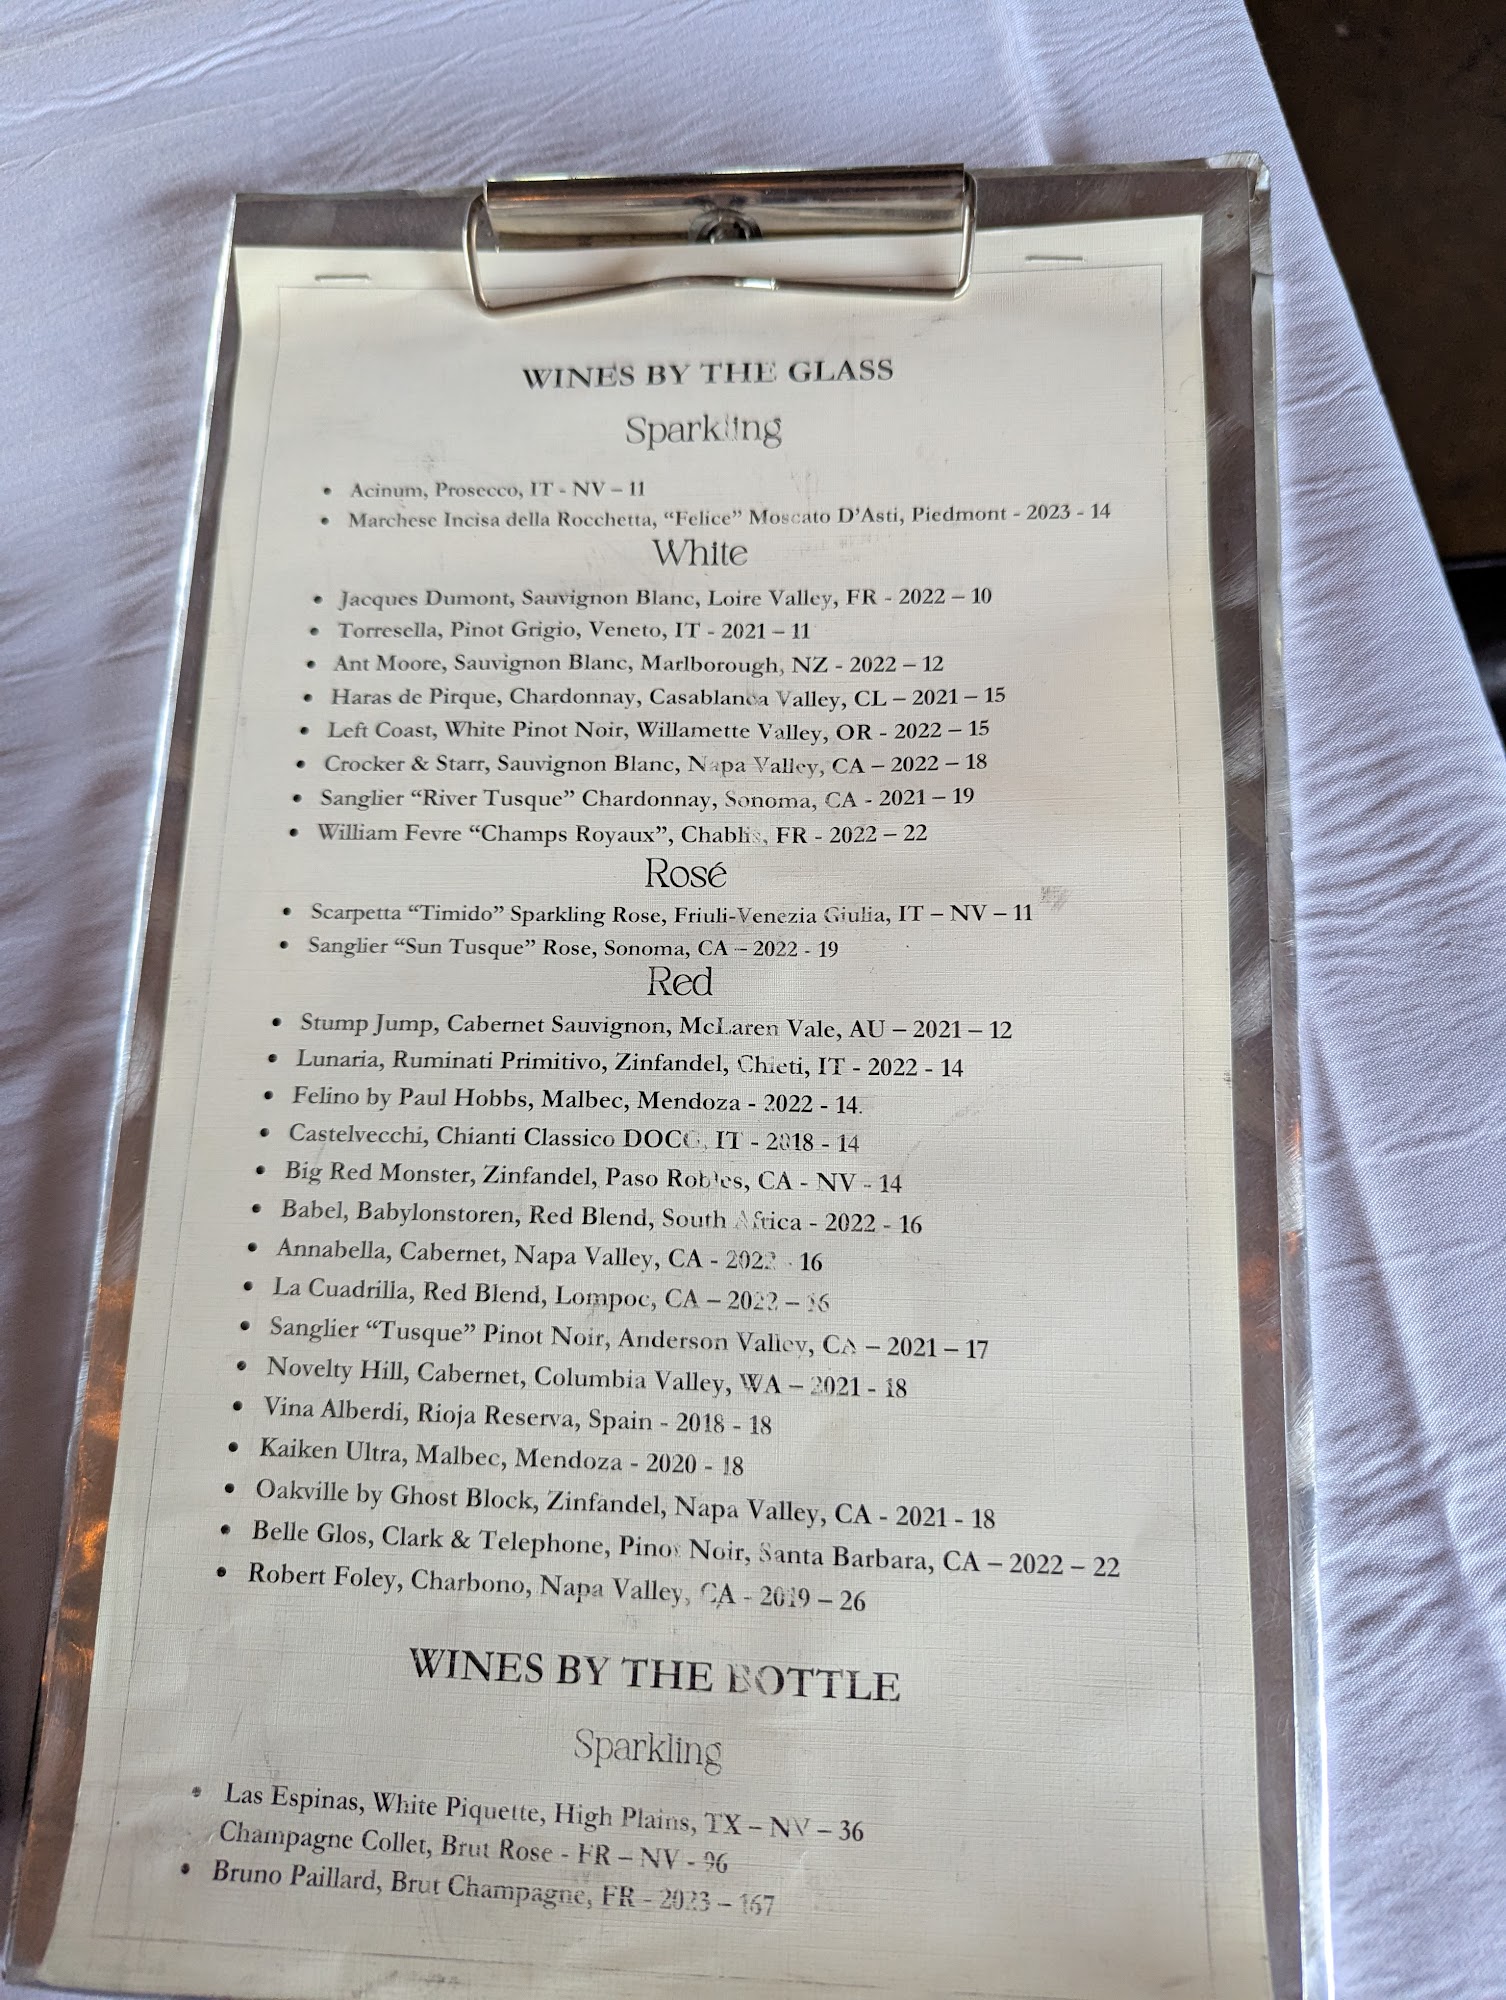 WINES BY THE GLASS
Sparkling
• Acinum, Prosecco, IT - NV – 11
• Marchese Incisa della Rocchetta, “Felice” Moscato D’Asti, Piedmont - 2023 - 14
White
• Jacques Dumont, Sauvignon Blanc, Loire Valley, FR - 2022 – 10
• Torresella, Pinot Grigio, Veneto, IT - 2021 – 11
• Ant Moore, Sauvignon Blanc, Marlborough, NZ - 2022 – 12
• Haras de Pirque, Chardonnay, Casablanca Valley, CL – 2021 – 15
• Left Coast, White Pinot Noir, Willamette Valley, OR - 2022 – 15
• Crocker & Starr, Sauvignon Blanc, Napa Valley, CA – 2022 – 18
• Sanglier “River Tusque” Chardonnay, Sonoma, CA - 2021 – 19
• William Fevre “Champs Royaux”, Chablis, FR - 2022 – 22
Rosé
• Scarpetta “Timido” Sparkling Rose, Friuli-Venezia Giulia, IT – NV – 11
• Sanglier “Sun Tusque” Rose, Sonoma, CA – 2022 - 19
Red
• Stump Jump, Cabernet Sauvignon, McLaren Vale, AU – 2021 – 12
• Lunaria, Ruminati Primitivo, Zinfandel, Chieti, IT - 2022 - 14
• Felino by Paul Hobbs, Malbec, Mendoza - 2022 - 14.
• Castelvecchi, Chianti Classico DOCG, IT - 2018 - 14
• Big Red Monster, Zinfandel, Paso Robles, CA - NV - 14
• Babel, Babylonstoren, Red Blend, South Africa - 2022 - 16
• Annabella, Cabernet, Napa Valley, CA - 2022 - 16
• La Cuadrilla, Red Blend, Lompoc, CA – 2022 – 16
• Sanglier “Tusque” Pinot Noir, Anderson Valley, CA – 2021 – 17
• Novelty Hill, Cabernet, Columbia Valley, WA – 2021 - 18
• Vina Alberdi, Rioja Reserva, Spain - 2018 - 18
• Kaiken Ultra, Malbec, Mendoza - 2020 - 18
• Oakville by Ghost Block, Zinfandel, Napa Valley, CA - 2021 - 18
• Belle Glos, Clark & Telephone, Pinot Noir, Santa Barbara, CA – 2022 – 22
• Robert Foley, Charbono, Napa Valley, CA - 2019 – 26
WINES BY THE BOTTLE
Sparkling
• Las Espinas, White Piquette, High Plains, TX – NV – 36
Champagne Collet, Brut Rose - FR – NV - 96
• Bruno Paillard, Brut Champagne, FR - 2023 – 167